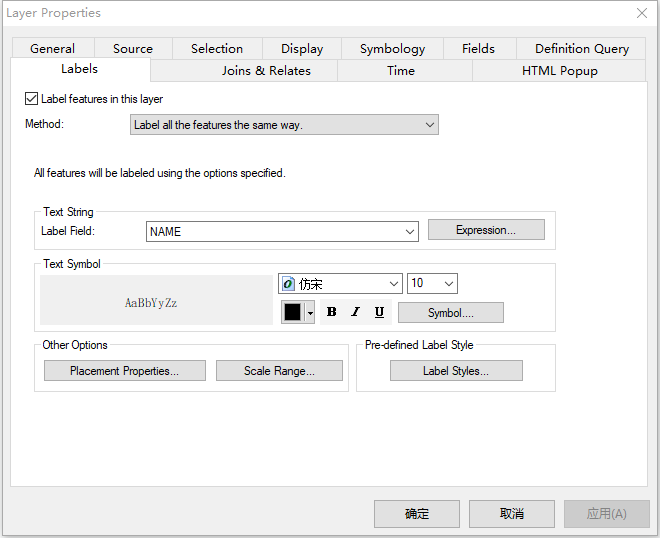 Layer Properties
General Source Selection Display Symbology Fields Definition Query
Labels Joins & Relates Time HTML Popup
Label features in this layer
Method: Label all the features the same way.
All features will be labeled using the options specified.
Text String
Label Field: NAME Expression...
Text Symbol
AaBbYyZz
仿宋 10
B I U Symbol....
Other Options
Placement Properties... Scale Range...
Pre-defined Label Style
Label Styles...
确定 取消 应用(A)